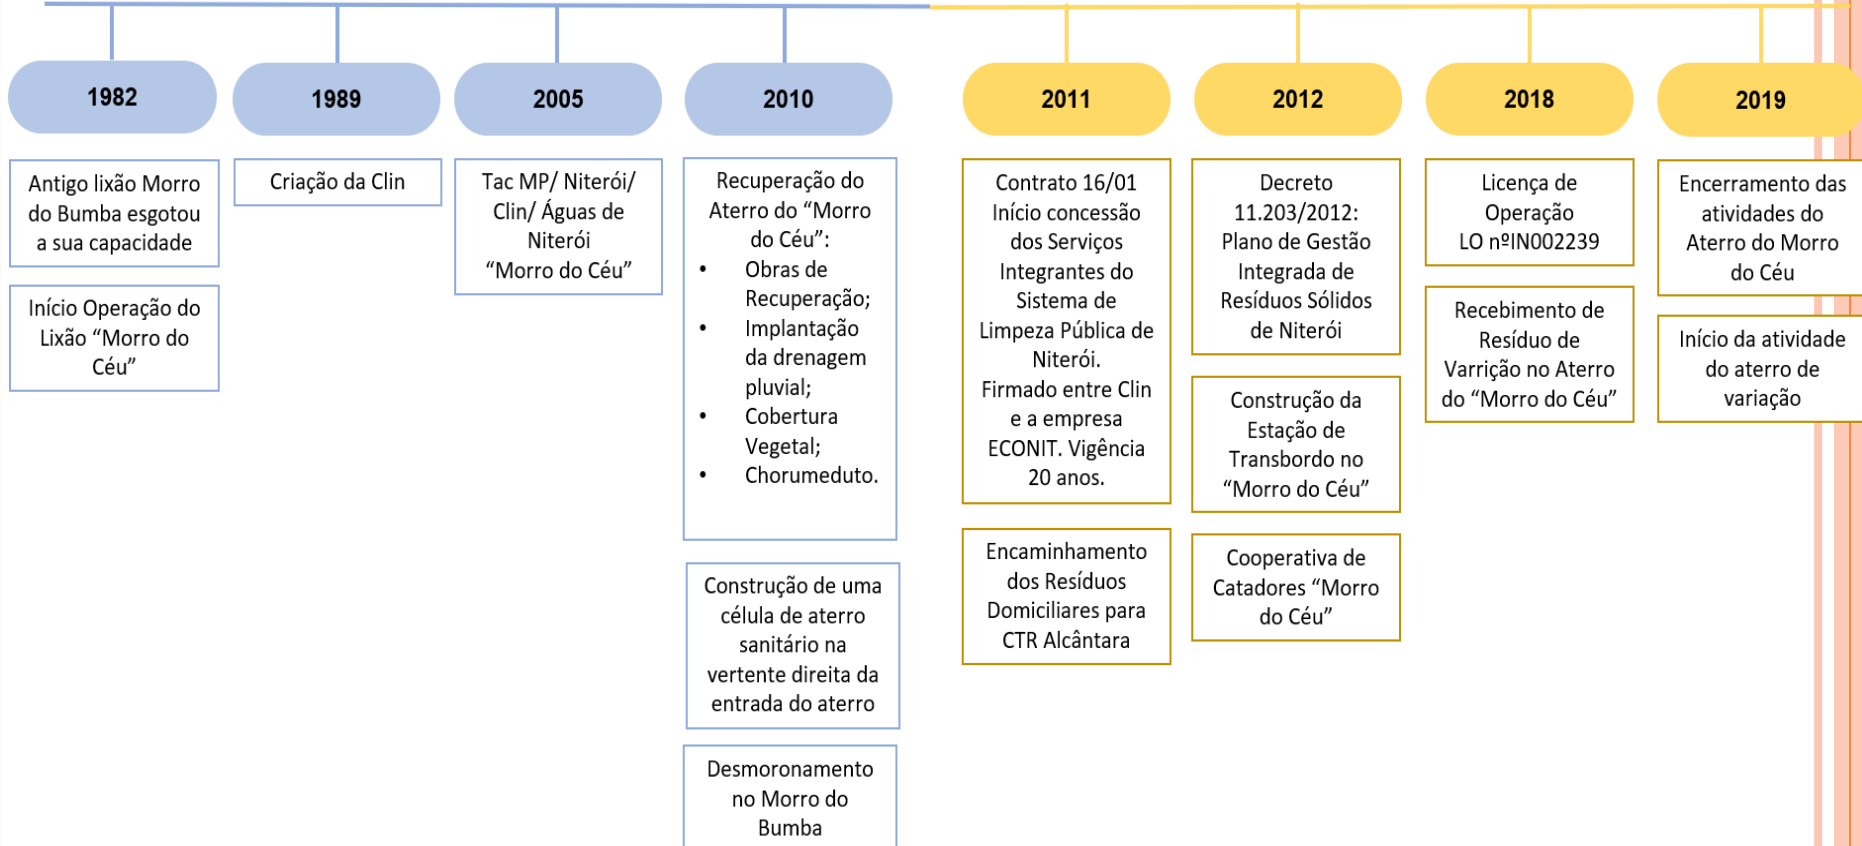 1982
1989
2005
2010
2011
2012
2018
2019
Antigo lixão Morro
do Bumba esgotou
a sua capacidade
Início Operação do
Lixão “Morro do
Céu”
Criação da Clin
Tac MP/ Niterói/
Clin/ Águas de
Niterói
“Morro do Céu”
Recuperação do
Aterro do “Morro
do Céu”:
• Obras de
Recuperação;
• Implantação
da drenagem
pluvial;
• Cobertura
Vegetal;
• Chorumeduto.
Construção de uma
célula de aterro
sanitário na
vertente direita da
entrada do aterro
Desmoronamento
no Morro do
Bumba
Contrato 16/01
Início concessão
dos Serviços
Integrantes do
Sistema de
Limpeza Pública de
Niterói.
Firmado entre Clin
e a empresa
ECONIT. Vigência
20 anos.
Encaminhamento
dos Resíduos
Domiciliares para
CTR Alcântara
Decreto
11.203/2012:
Plano de Gestão
Integrada de
Resíduos Sólidos
de Niterói
Construção da
Estação de
Transbordo no
“Morro do Céu”
Cooperativa de
Catadores “Morro
do Céu”
Licença de
Operação
LO nºIN002239
Recebimento de
Resíduo de
Varrição no Aterro
do “Morro do Céu”
Encerramento das
atividades do
Aterro do Morro
do Céu
Início da atividade
do aterro de
variação